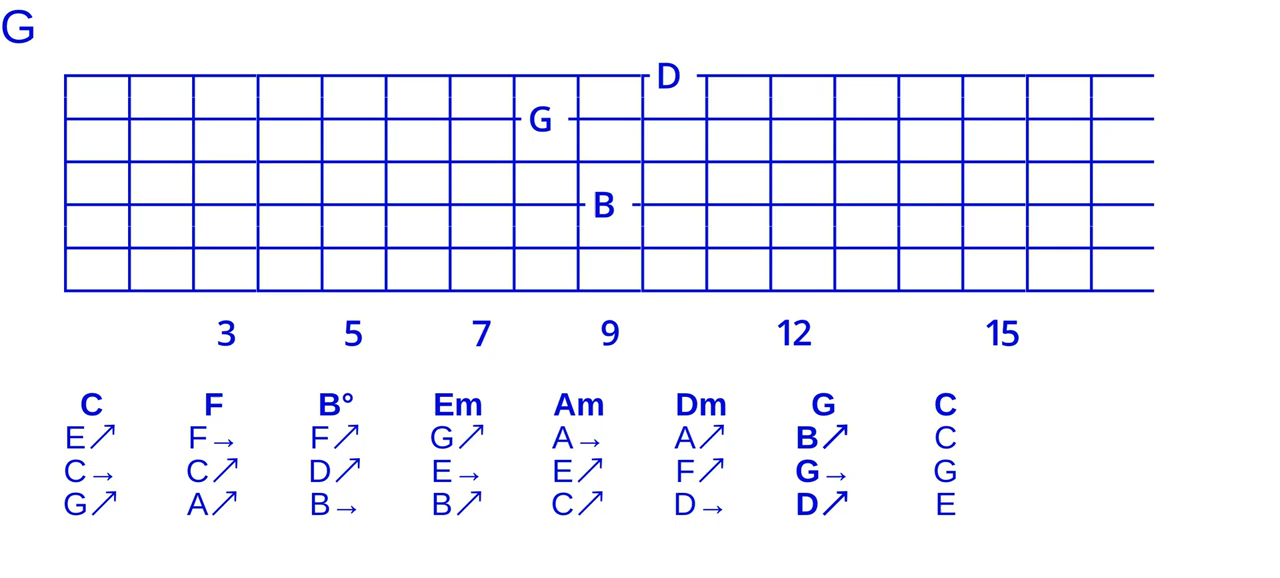 G
D
G
B
3 5 7 9 12 15
C F B° Em Am Dm G C
E↗ F→ F↗ G↗ A→ A↗ B↗ C
C→ C↗ D↗ E→ E↗ F↗ G→ G
G↗ A↗ B→ B↗ C↗ D→ D↗ E